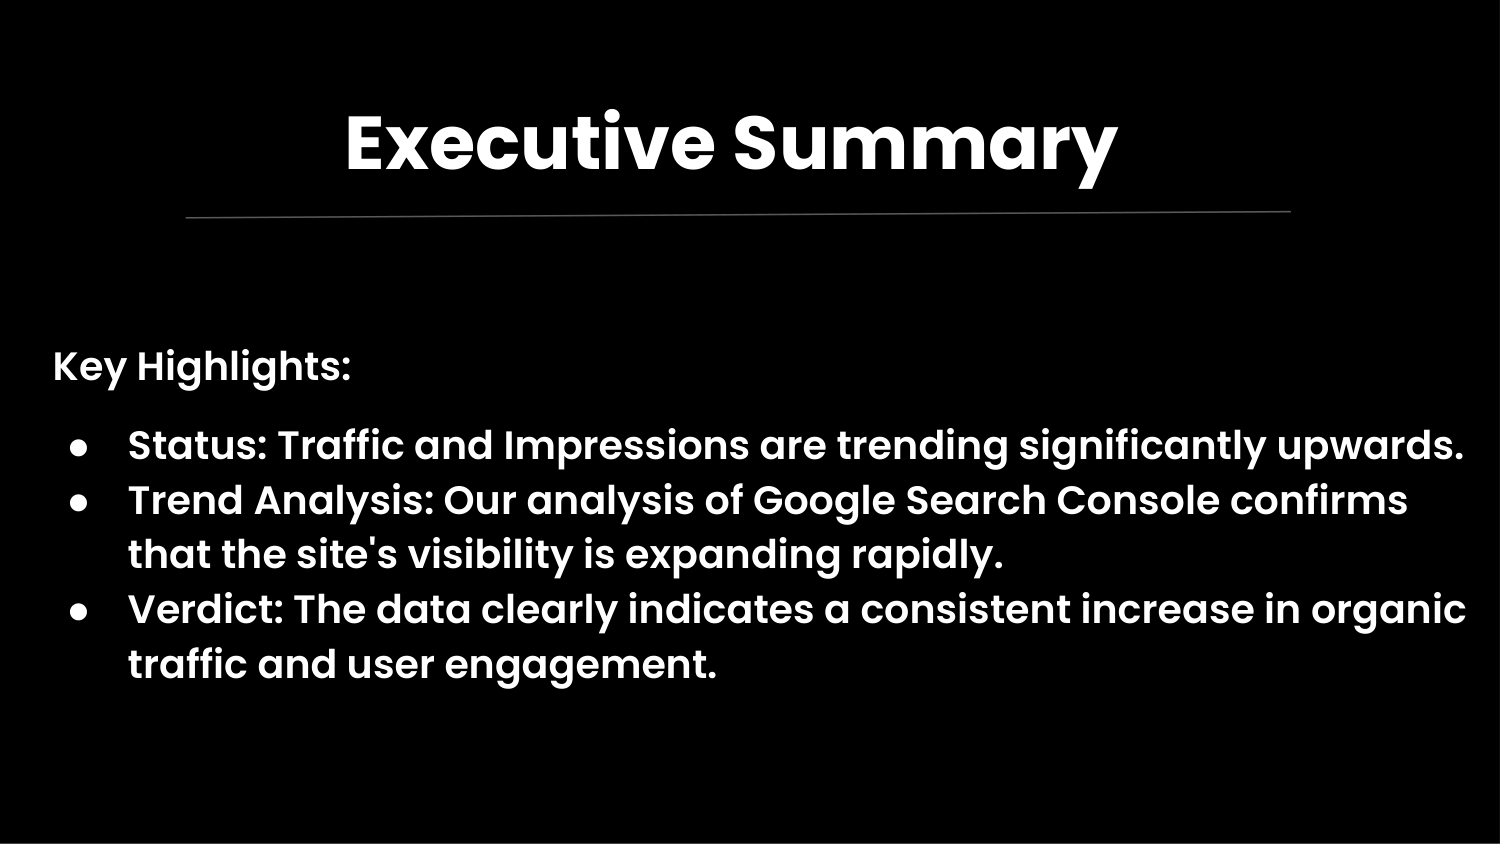 Executive Summary
Key Highlights:
● Status: Traffic and Impressions are trending significantly upwards.
● Trend Analysis: Our analysis of Google Search Console confirms
that the site's visibility is expanding rapidly.
● Verdict: The data clearly indicates a consistent increase in organic
traffic and user engagement.